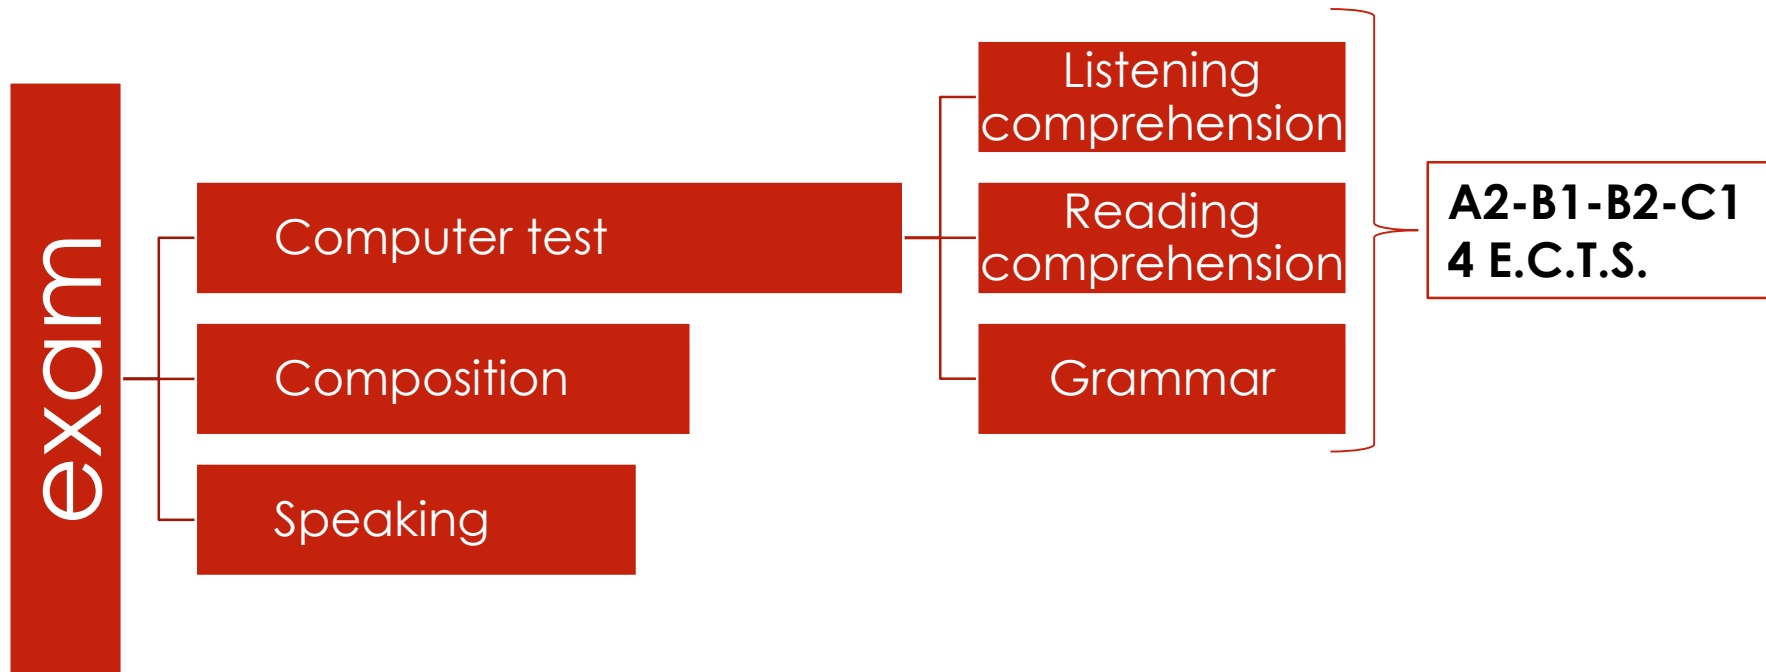 exam
Computer test
Composition
Speaking
Listening
comprehension
Reading
comprehension
Grammar
A2-B1-B2-C1
4 E.C.T.S.